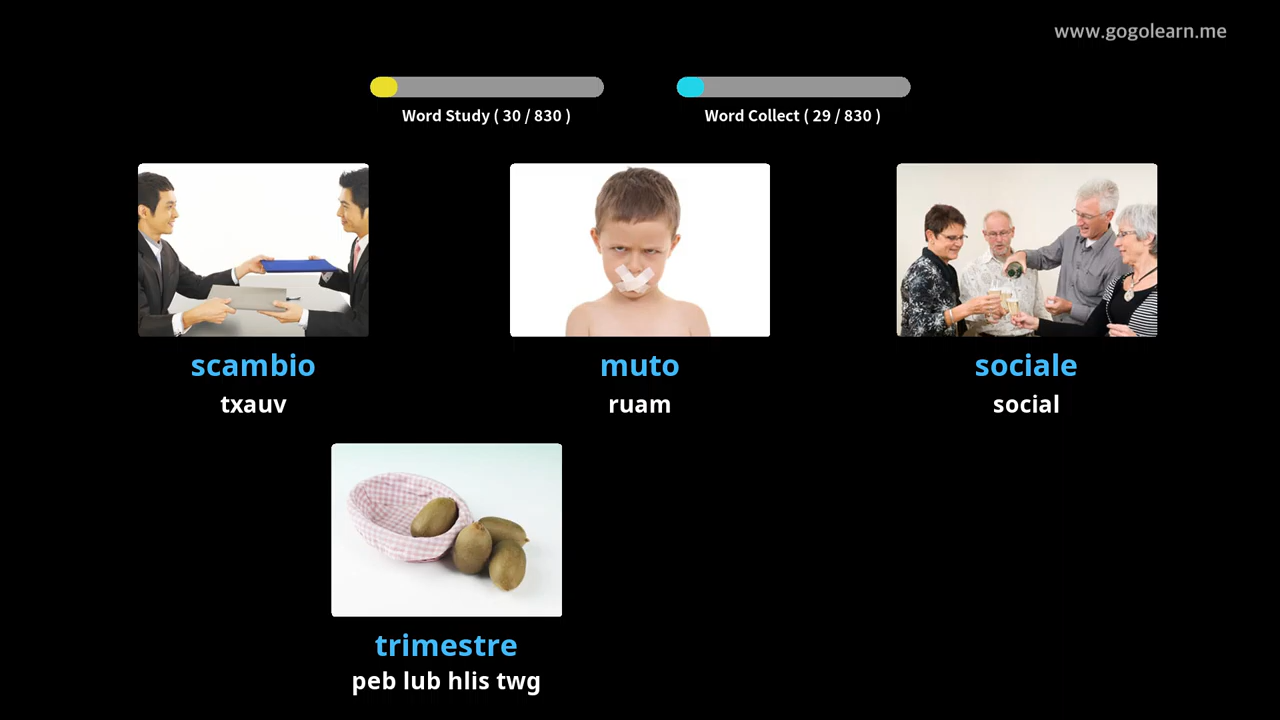 www.gogolearn.me
Word Study ( 30 / 830 )
Word Collect ( 29 / 830 )
scambio
txauv
muto
ruam
sociale
social
trimestre
peb lub hlis twg